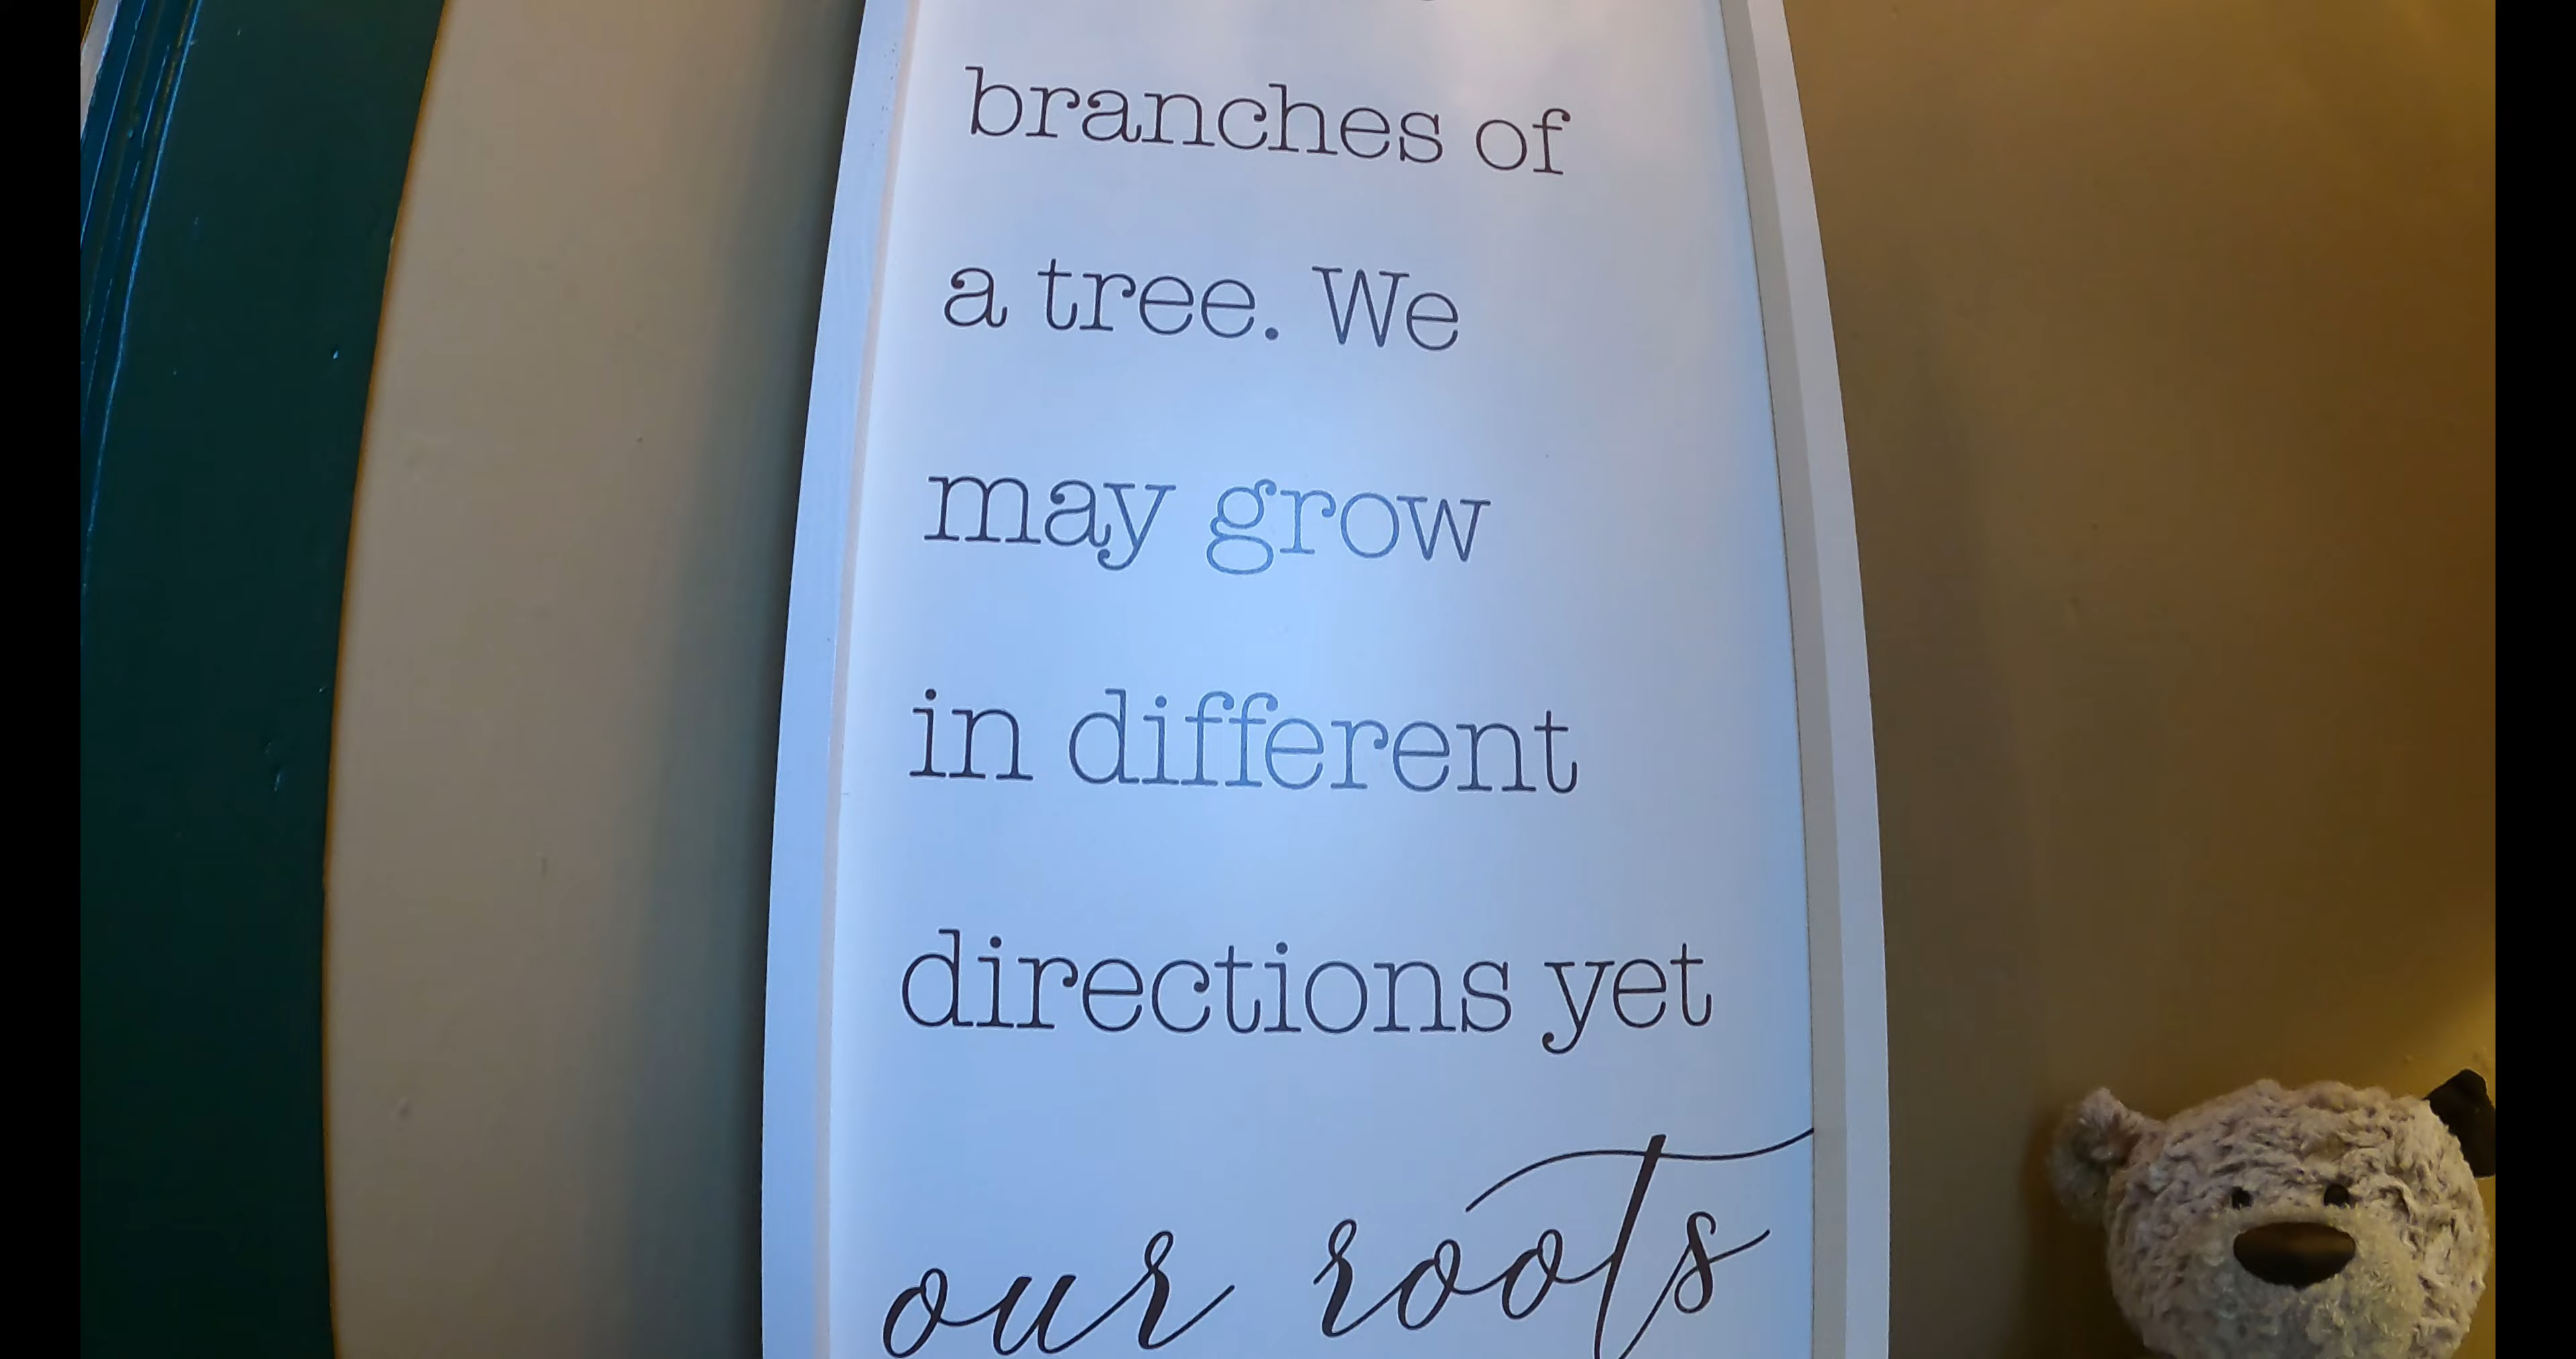 branches of
a tree. We
may grow
in different
directions yet
our roots